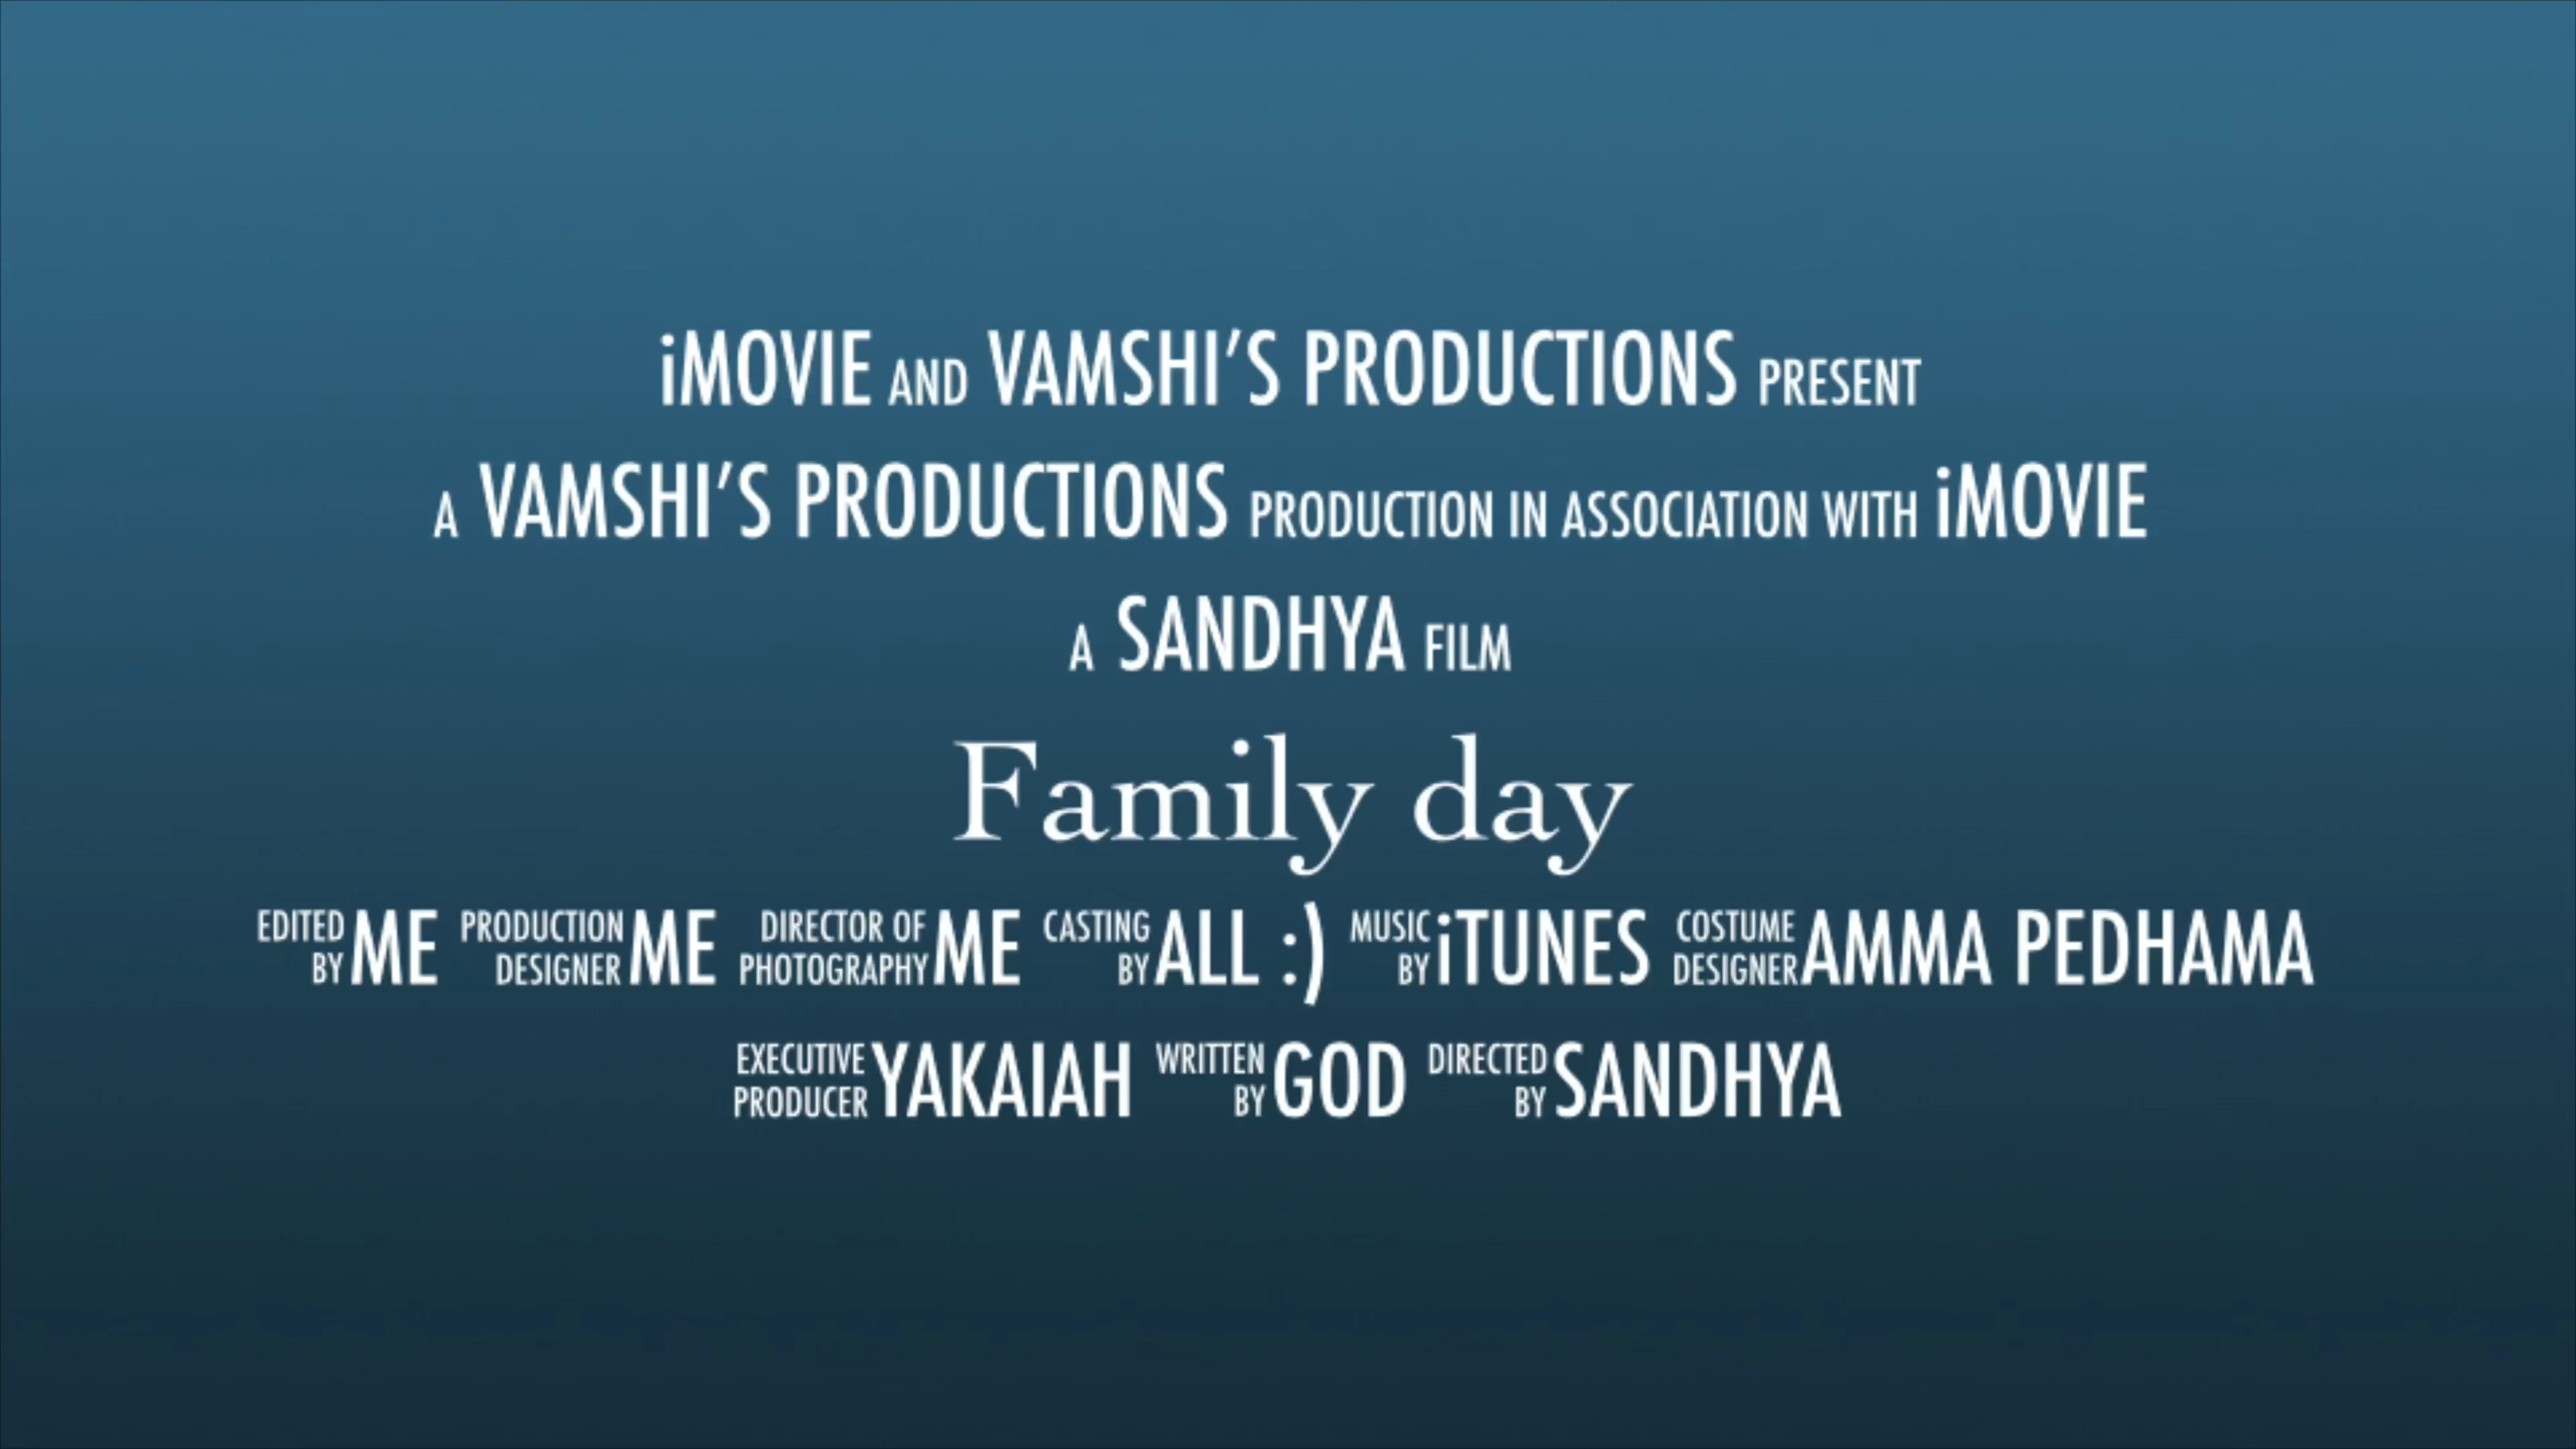 iMOVIE AND VAMSHI'S PRODUCTIONS PRESENT
A VAMSHI'S PRODUCTIONS PRODUCTION IN ASSOCIATION WITH iMOVIE
A SANDHYA FILM
Family day
EDITED BY ME PRODUCTION DESIGNER ME DIRECTOR OF PHOTOGRAPHY ME CASTING BY ALL :) MUSIC BY iTUNES COSTUME DESIGNER AMMA PEDHAMA
EXECUTIVE PRODUCER YAKAIAH WRITTEN BY GOD DIRECTED BY SANDHYA